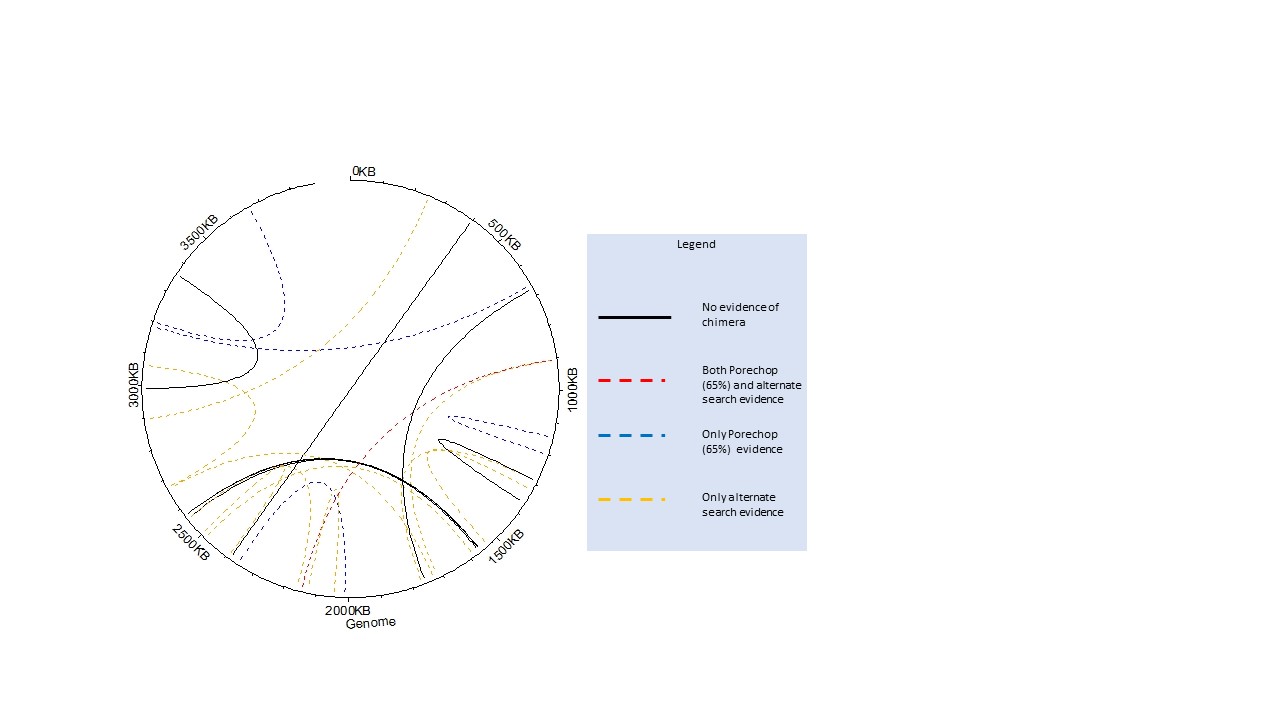 0KB
500KB
1000KB
1500KB
2000KB
Genome
2500KB
3000KB
3500KB
Legend
No evidence of
chimera
Both Porechop
(65%) and alternate
search evidence
Only Porechop
(65%) evidence
Only alternate
search evidence